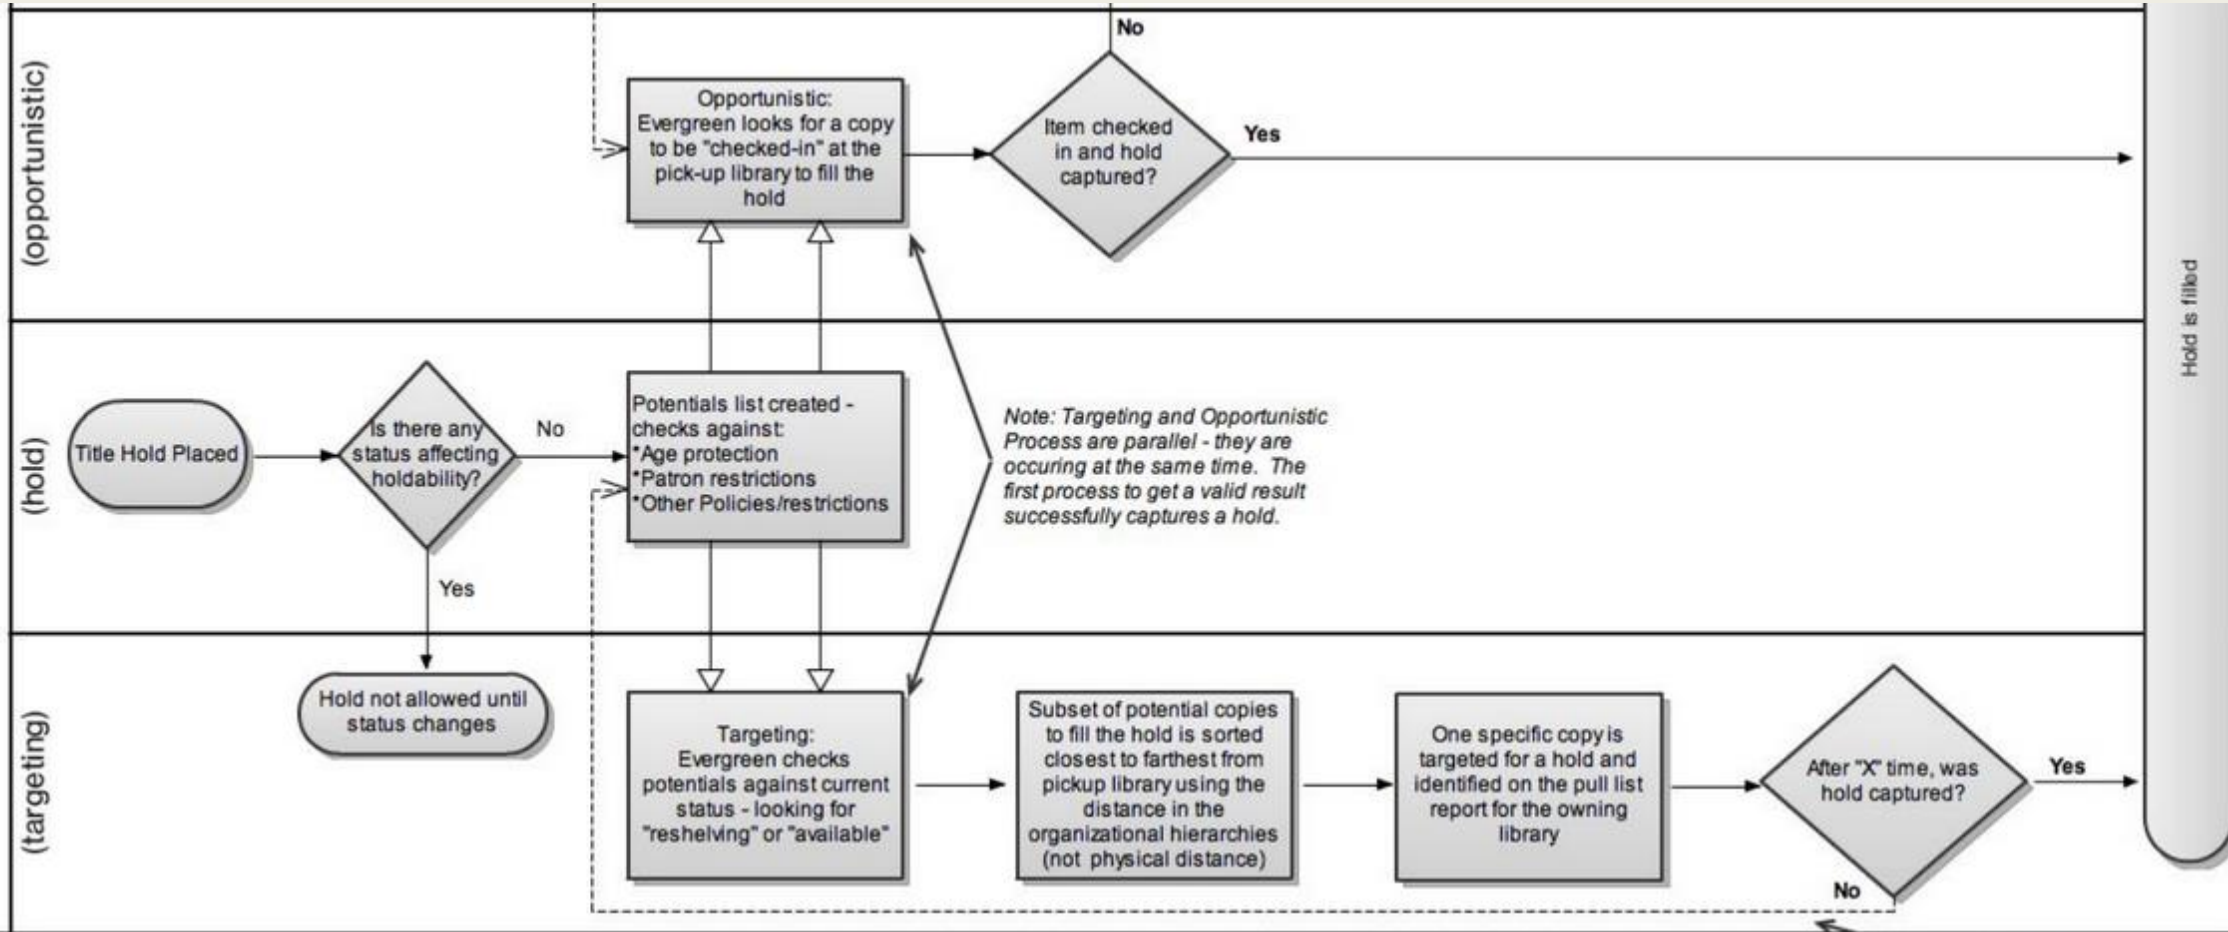 (opportunistic)
No
Opportunistic:
Evergreen looks for a copy
to be "checked-in" at the
pick-up library to fill the
hold
Item checked
in and hold
captured?
Yes
Hold is filled
(hold)
Title Hold Placed
Is there any
status affecting
holdability?
No
Yes
Potentials list created -
checks against:
*Age protection
*Patron restrictions
*Other Policies/restrictions
Note: Targeting and Opportunistic
Process are parallel - they are
occuring at the same time. The
first process to get a valid result
successfully captures a hold.
(targeting)
Hold not allowed until
status changes
Targeting:
Evergreen checks
potentials against current
status - looking for
"reshelving" or "available"
Subset of potential copies
to fill the hold is sorted
closest to farthest from
pickup library using the
distance in the
organizational hierarchies
(not physical distance)
One specific copy is
targeted for a hold and
identified on the pull list
report for the owning
library
After "X" time, was
hold captured?
Yes
No